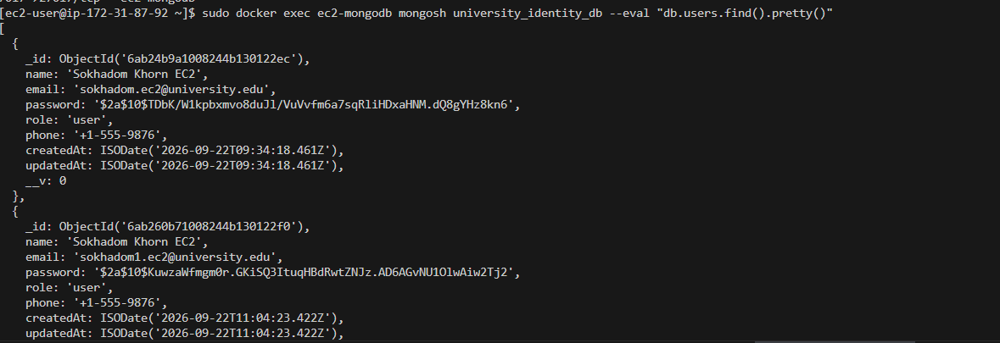 [ec2-user@ip-172-31-87-92 ~]$ sudo docker exec ec2-mongodb mongosh university_identity_db --eval "db.users.find().pretty()"
[
  {
    _id: ObjectId('6ab24b9a1008244b130122ec'),
    name: 'Sokhadom Khorn EC2',
    email: 'sokhadom.ec2@university.edu',
    password: '$2a$10$TDbK/W1kpbxmvo8duJl/VuVvfm6a7sqRliHDxaHNM.dQ8gYHz8kn6',
    role: 'user',
    phone: '+1-555-9876',
    createdAt: ISODate('2026-09-22T09:34:18.461Z'),
    updatedAt: ISODate('2026-09-22T09:34:18.461Z'),
    __v: 0
  },
  {
    _id: ObjectId('6ab260b71008244b130122f0'),
    name: 'Sokhadom Khorn EC2',
    email: 'sokhadom1.ec2@university.edu',
    password: '$2a$10$KuwzaWfmgm0r.GKiSQ3ItuqHBdRwtZNJz.AD6AGvNU1OlwAiw2Tj2',
    role: 'user',
    phone: '+1-555-9876',
    createdAt: ISODate('2026-09-22T11:04:23.422Z'),
    updatedAt: ISODate('2026-09-22T11:04:23.422Z'),